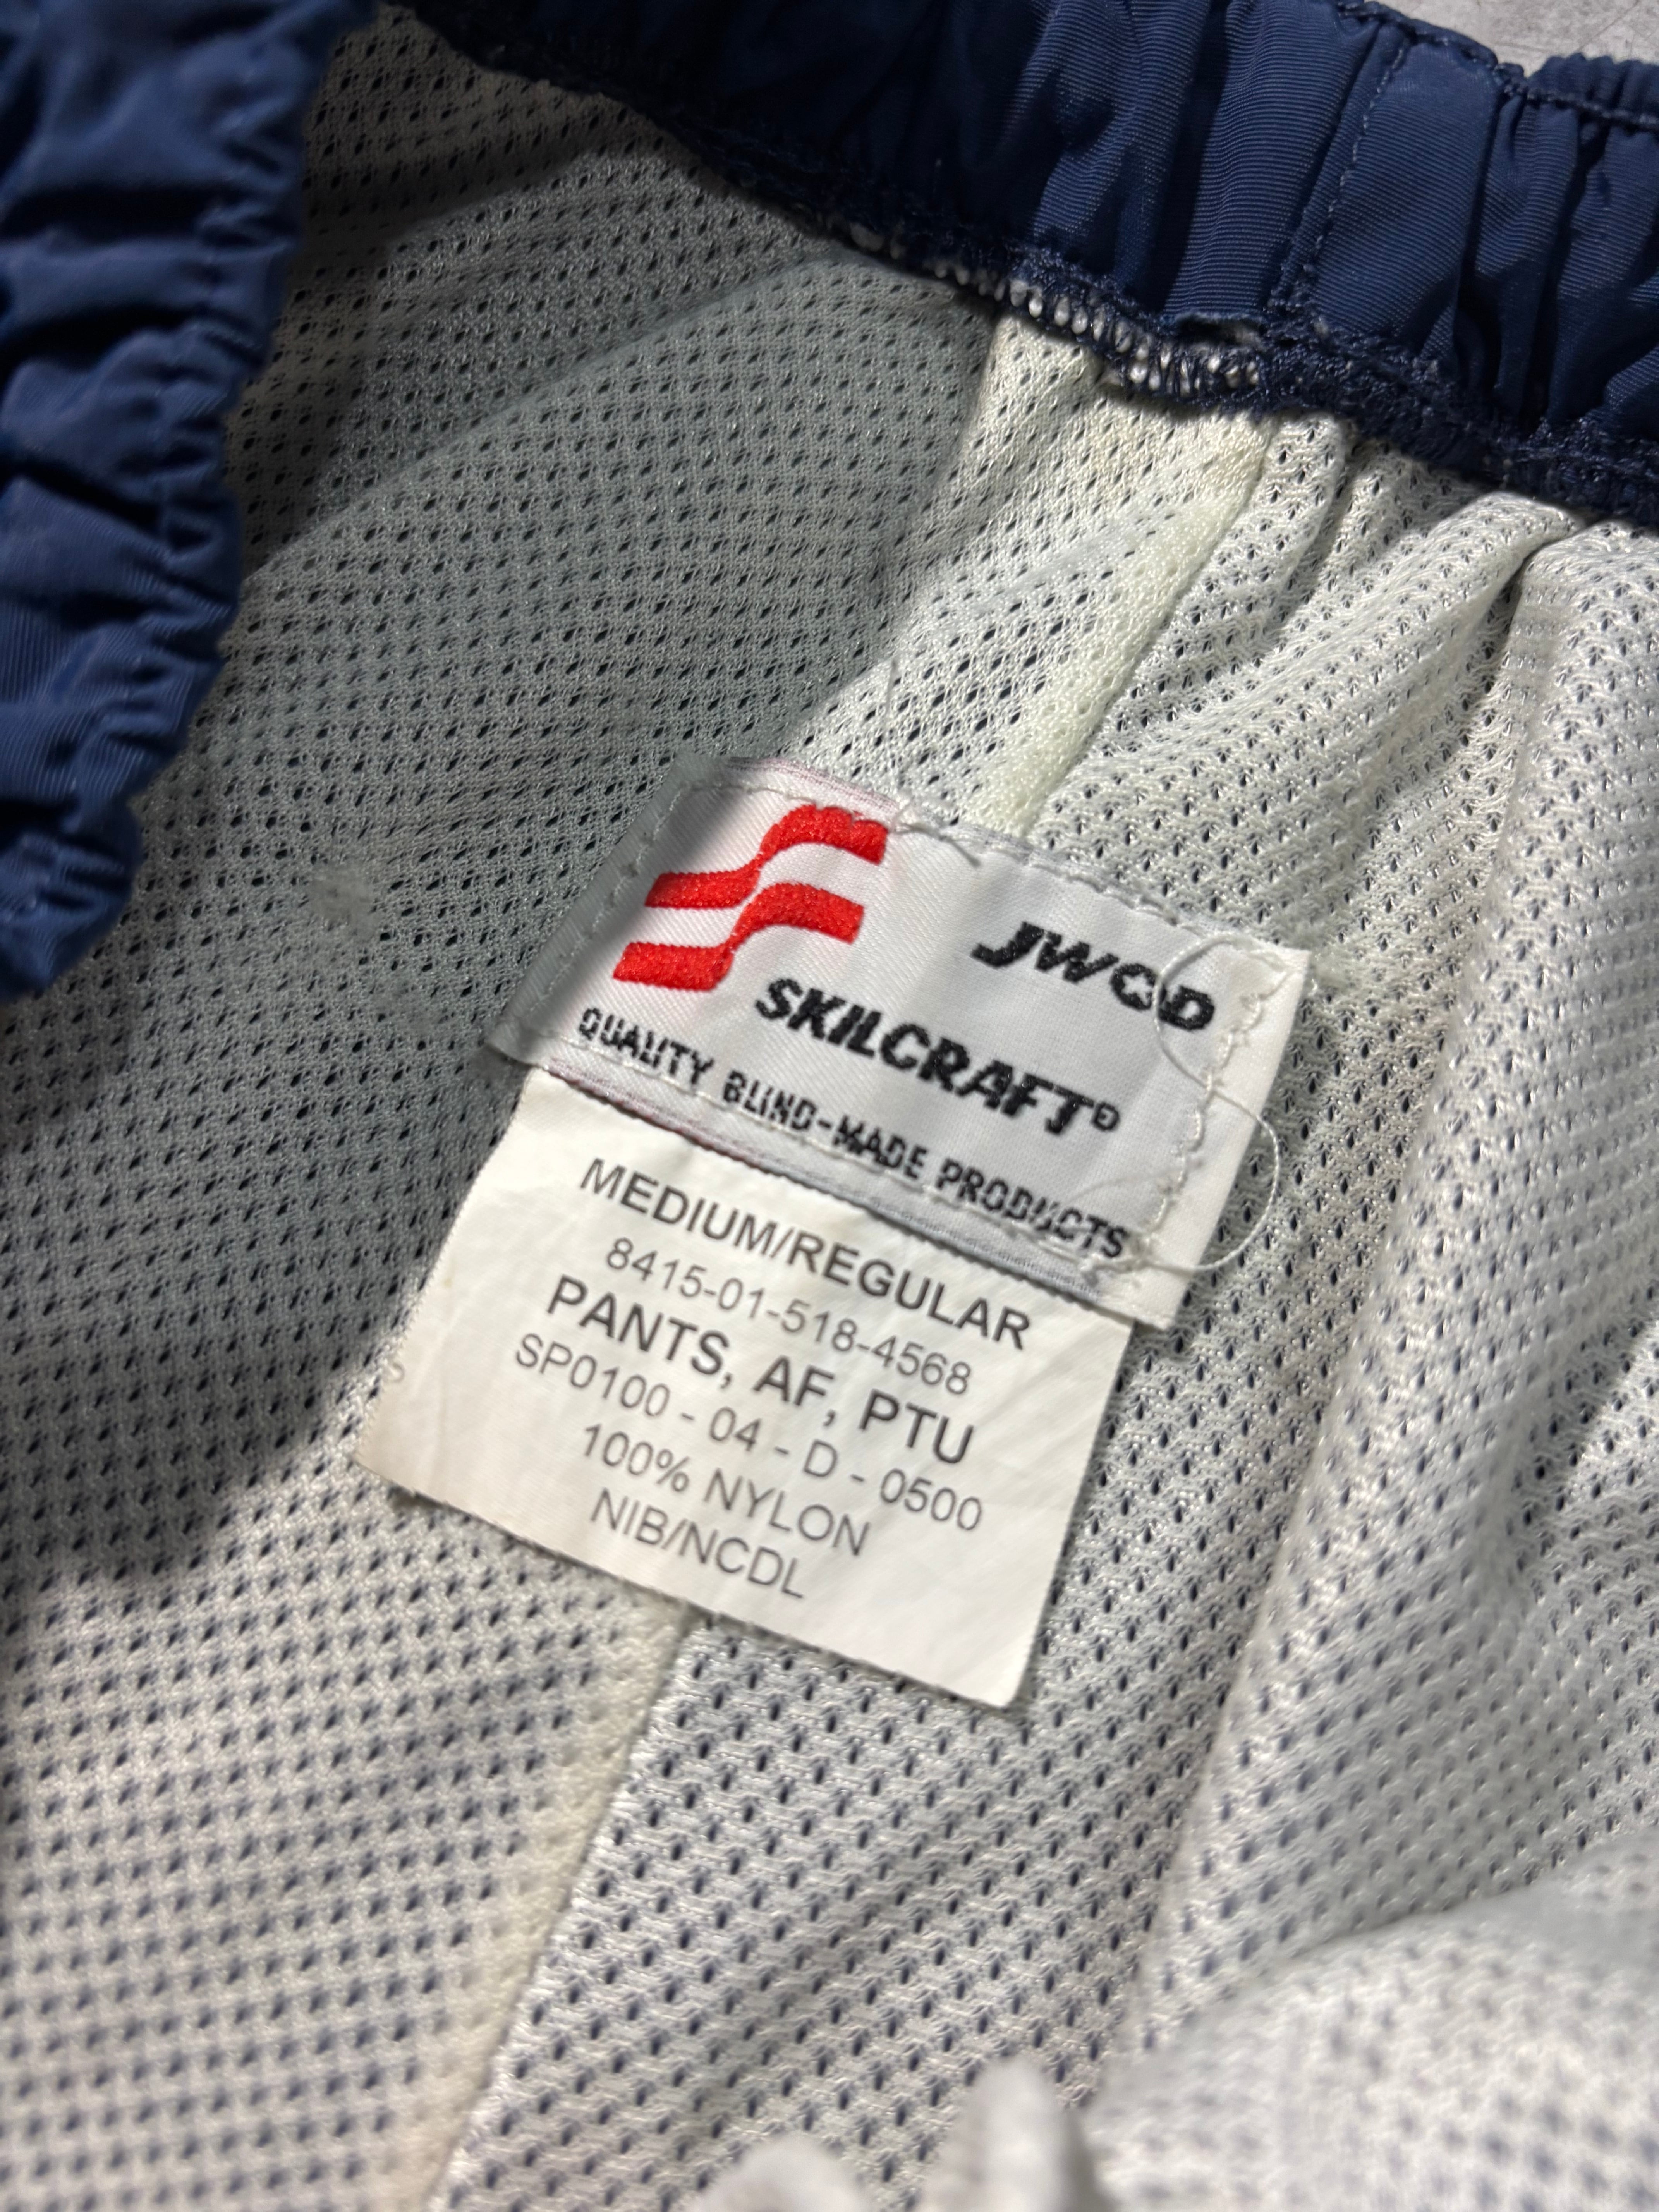 JWOD
SKILCRAFT®
QUALITY BLIND-MADE PRODUCTS
MEDIUM/REGULAR
8415-01-518-4568
PANTS, AF, PTU
SP0100 - 04 - D - 0500
100% NYLON
NIB/NCDL